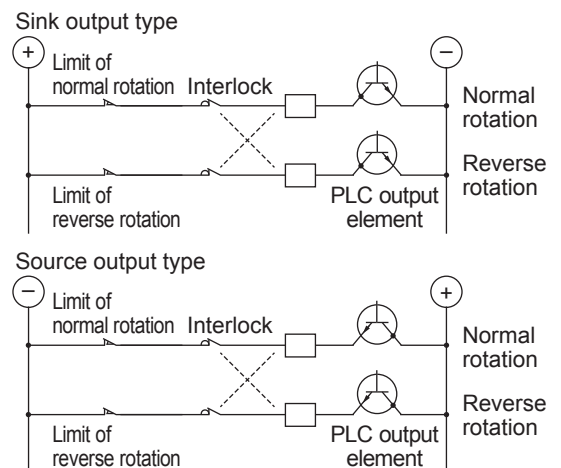 Sink output type
+
−
Limit of
normal rotation
Interlock
Normal
rotation
Limit of
reverse rotation
PLC output
element
Reverse
rotation
Source output type
−
+
Limit of
normal rotation
Interlock
Normal
rotation
Limit of
reverse rotation
PLC output
element
Reverse
rotation